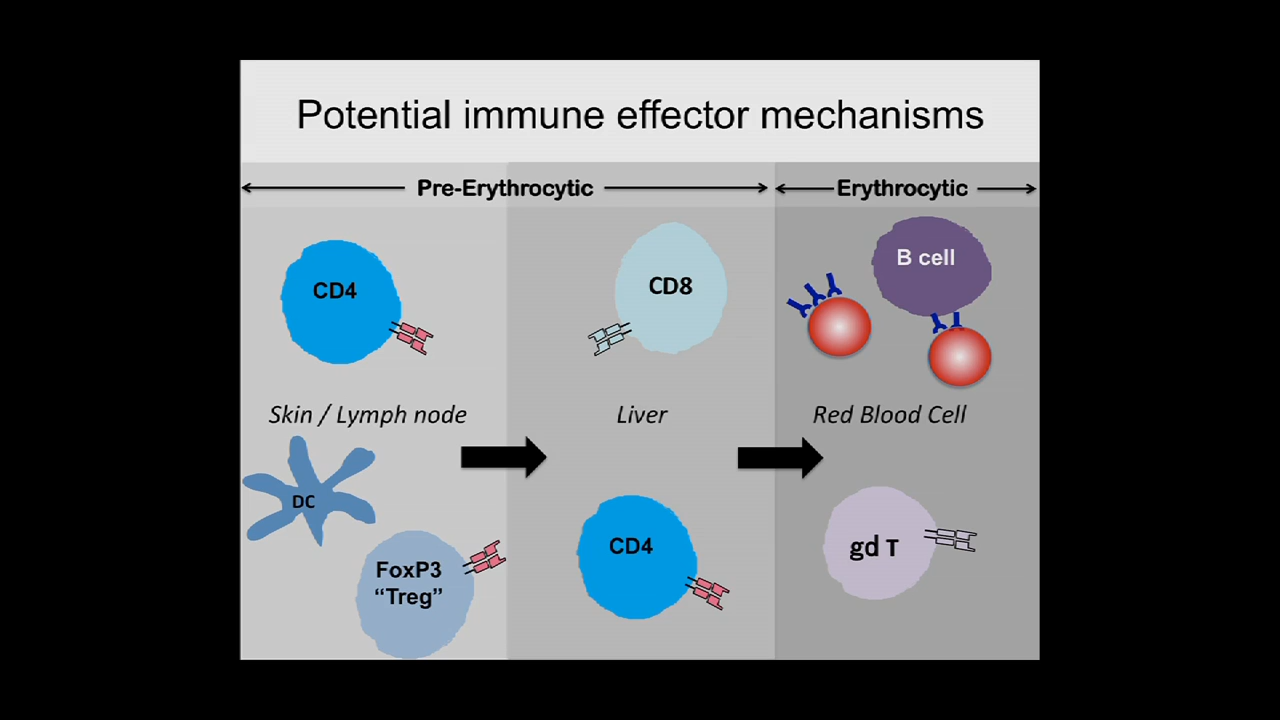 Potential immune effector mechanisms
Pre-Erythrocytic
Erythrocytic
CD4
CD8
B cell
Skin / Lymph node
Liver
Red Blood Cell
DC
FoxP3
“Treg”
CD4
gd T